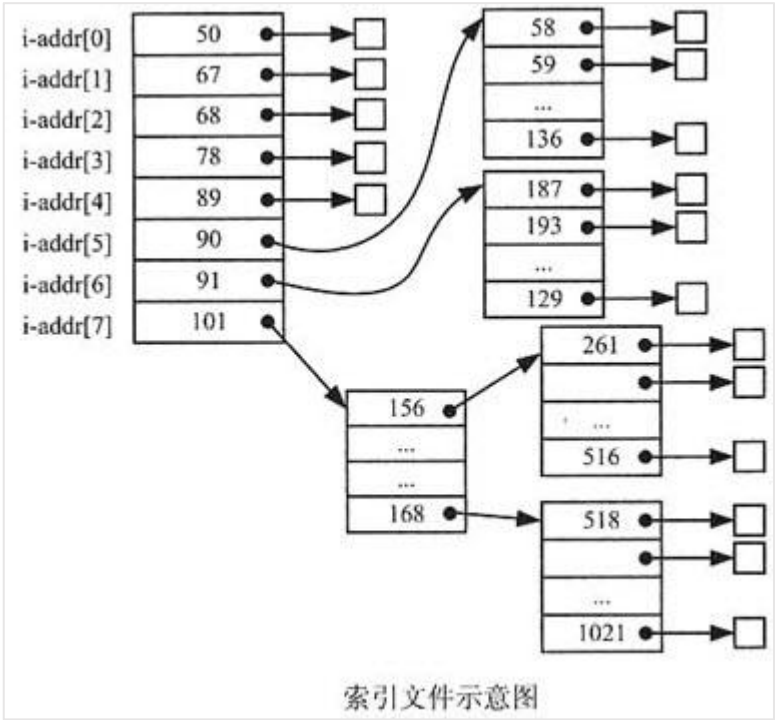 i-addr[0] 50
i-addr[1] 67
i-addr[2] 68
i-addr[3] 78
i-addr[4] 89
i-addr[5] 90
i-addr[6] 91
i-addr[7] 101
58
59
...
136
187
193
...
129
156
...
...
168
261
...
516
518
...
1021
索引文件示意图